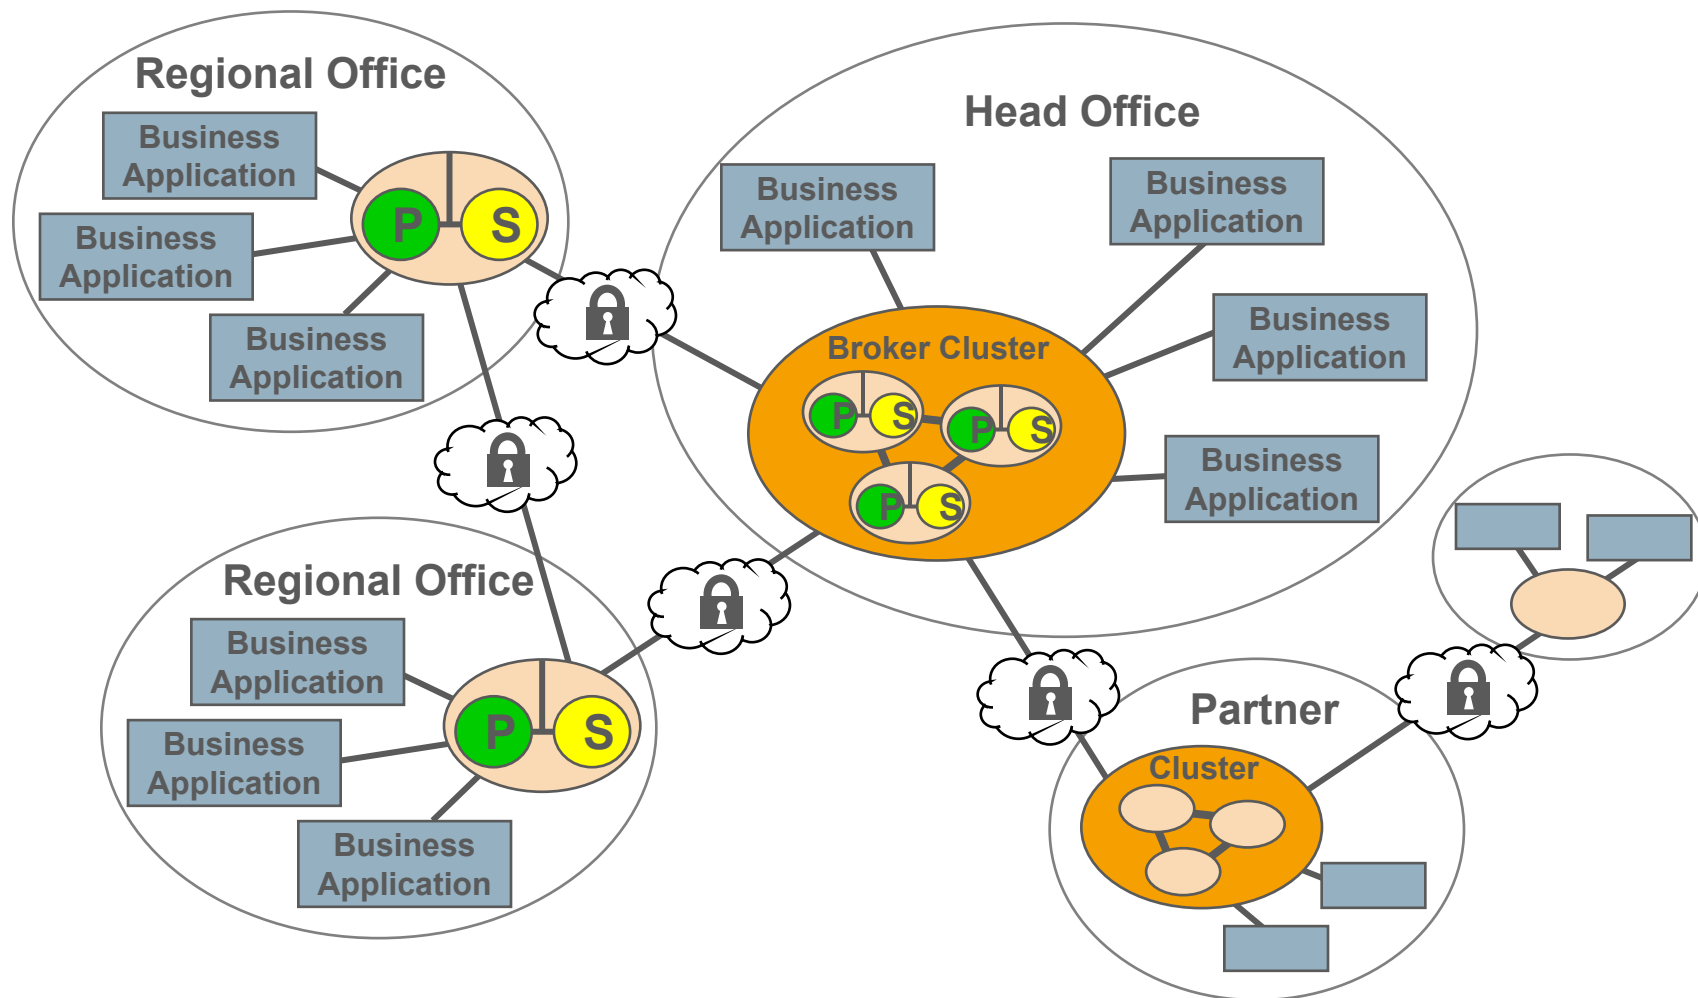 Regional Office
Business
Application
Business
Application
Business
Application
P
S
Head Office
Business
Application
Business
Application
Business
Application
Business
Application
Broker Cluster
P
S
P
S
P
S
Regional Office
Business
Application
Business
Application
Business
Application
P
S
Partner
Cluster